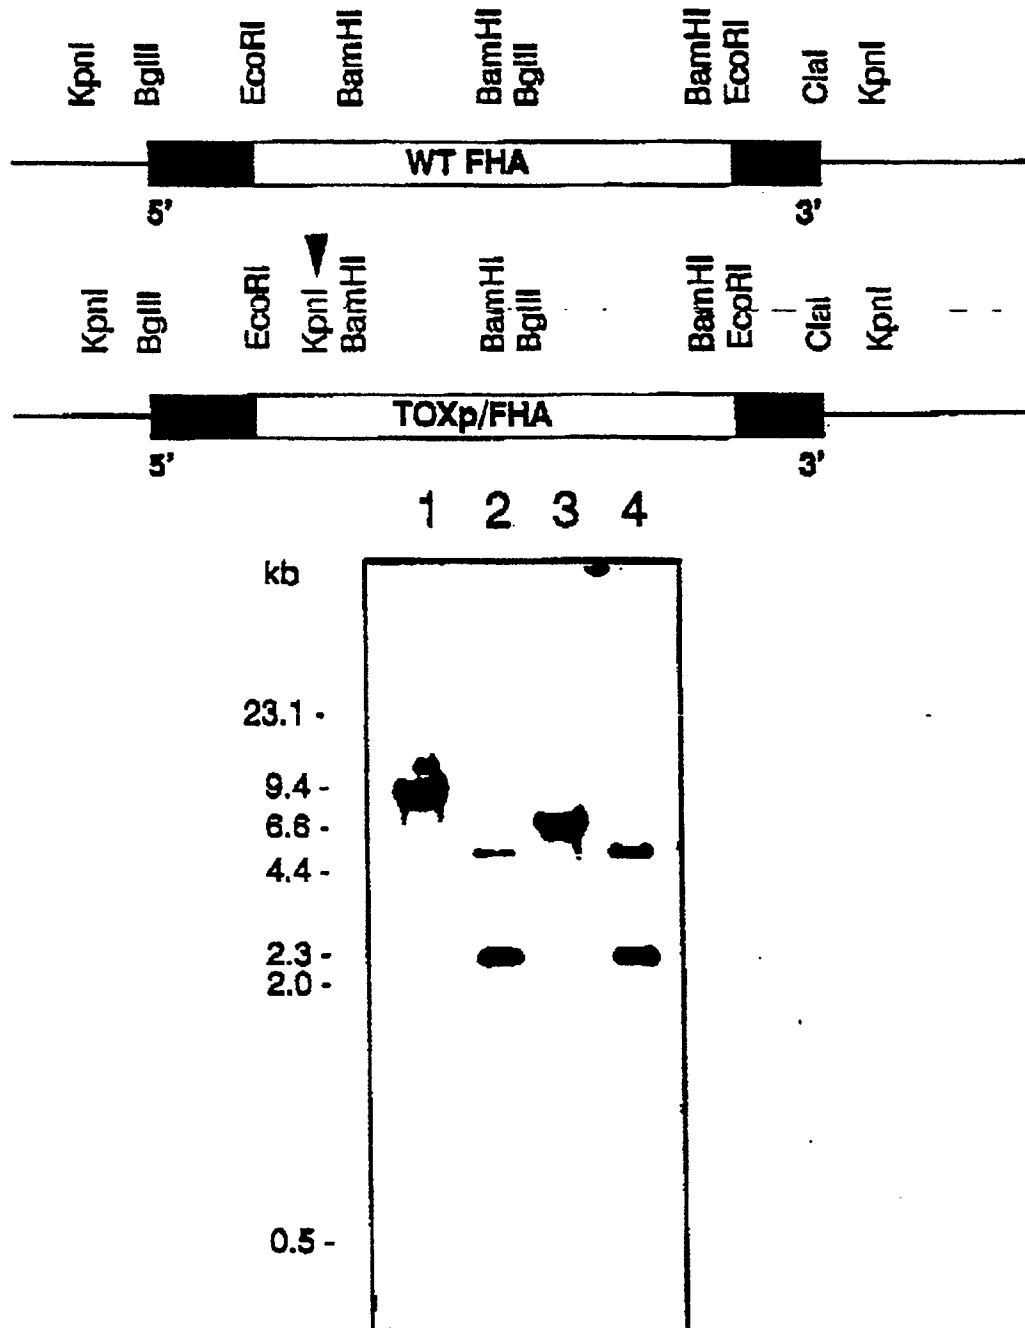 KpnI BglII EcoRI BamHI BamHI BglII BamHI EcoRI ClaI KpnI
WT FHA
5' 3'
KpnI BglII EcoRI KpnI BamHI BamHI BglII BamHI EcoRI ClaI KpnI
TOXp/FHA
5' 3'
1 2 3 4
kb
23.1 -
9.4 -
6.6 -
4.4 -
2.3 -
2.0 -
0.5 -